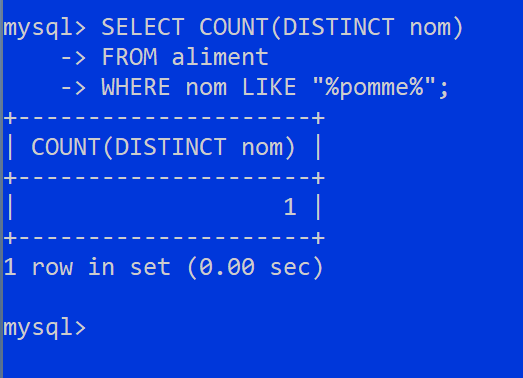 mysql> SELECT COUNT(DISTINCT nom)
    -> FROM aliment
    -> WHERE nom LIKE "%pomme%";
+---------------------+
| COUNT(DISTINCT nom) |
+---------------------+
|                   1 |
+---------------------+
1 row in set (0.00 sec)

mysql>